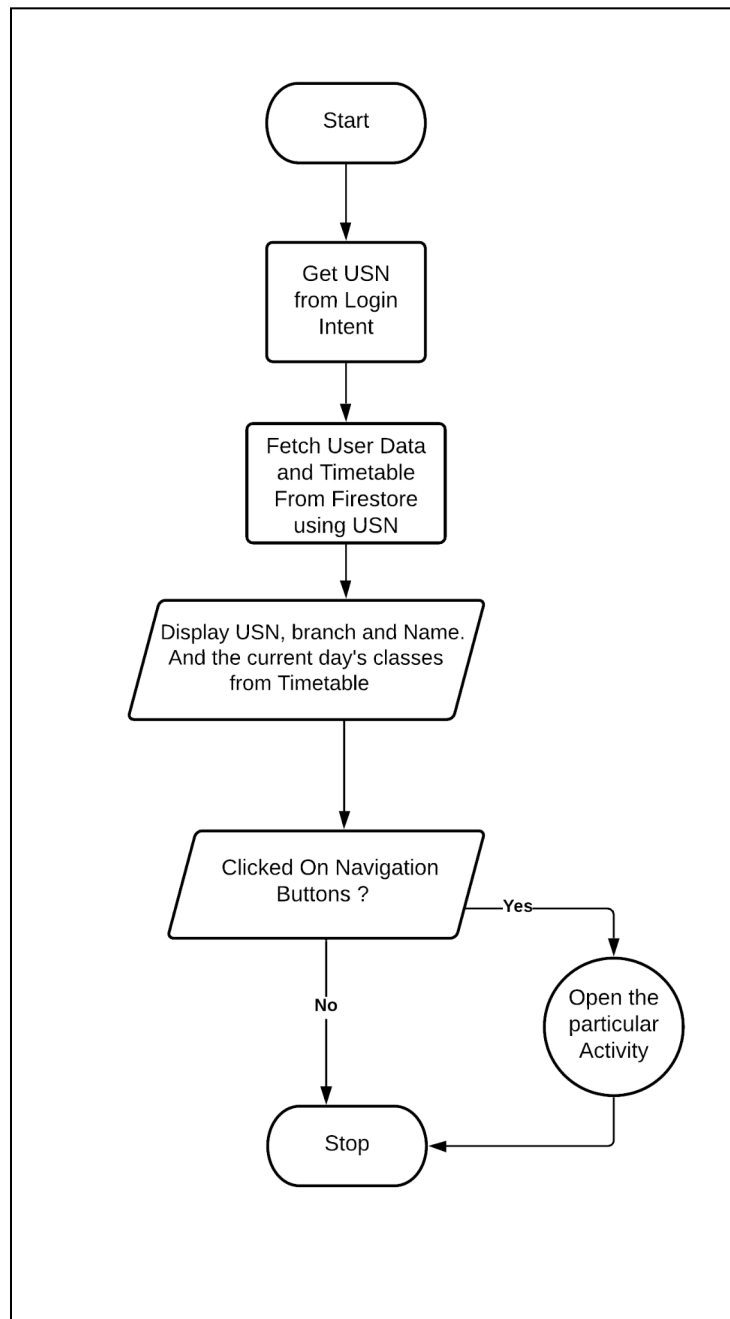 Start
Get USN
from Login
Intent
Fetch User Data
and Timetable
From Firestore
using USN
Display USN, branch and Name.
And the current day's classes
from Timetable
Clicked On Navigation
Buttons ?
Yes
No
Open the
particular
Activity
Stop